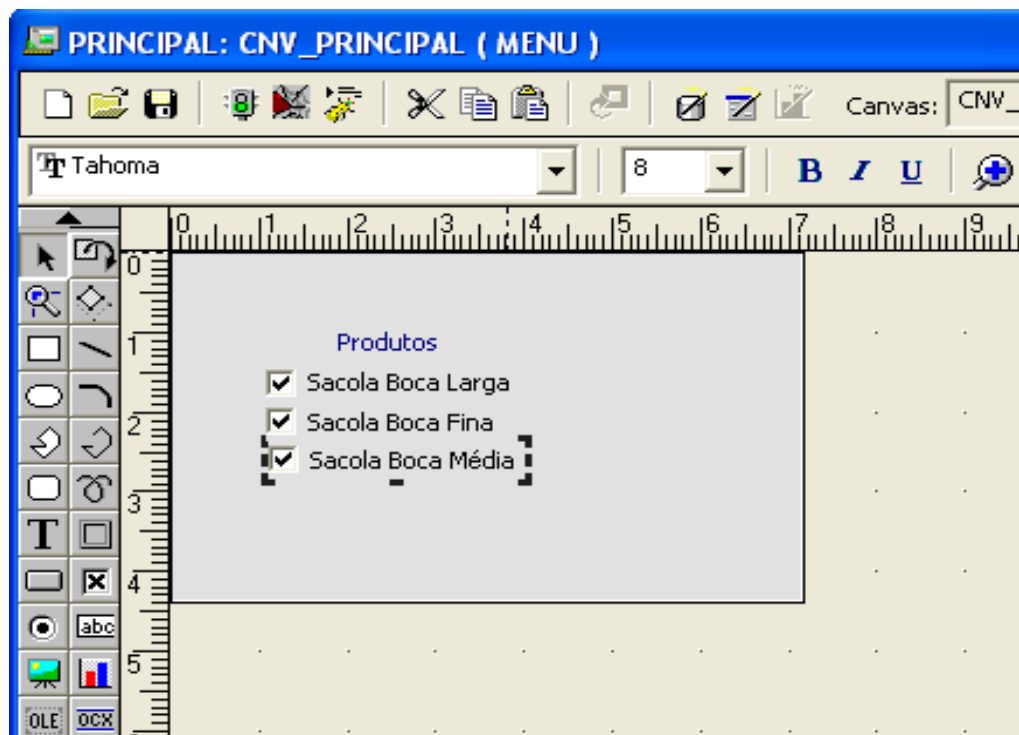 PRINCIPAL: CNV_PRINCIPAL ( MENU )
Canvas: CNV_
Tahoma 8 B I U
0 1 2 3 4 5 6 7 8 9
0
1
2
3
4
5
Produtos
Sacola Boca Larga
Sacola Boca Fina
Sacola Boca Média
T
abc
OLE OCX